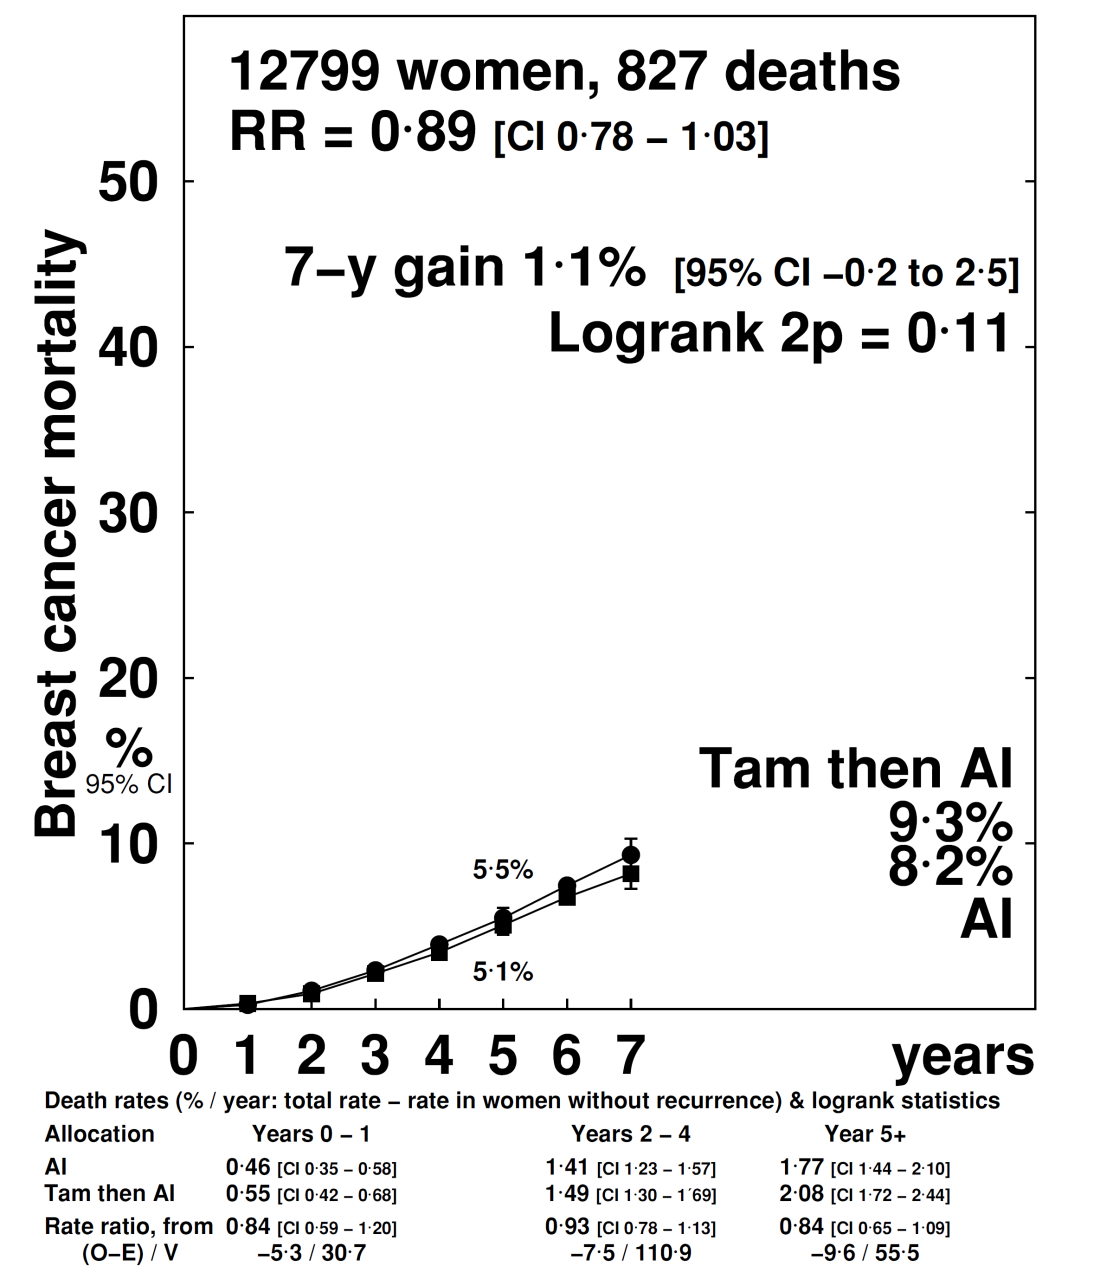 12799 women, 827 deaths
RR = 0·89 [CI 0·78 – 1·03]
50
7–y gain 1·1% [95% CI –0·2 to 2·5]
Logrank 2p = 0·11
40
Breast cancer mortality
30
20
%
95% CI
Tam then AI
9·3%
8·2%
AI
10
5·5%
5·1%
0
0 1 2 3 4 5 6 7 years
Death rates (% / year: total rate – rate in women without recurrence) & logrank statistics
Allocation Years 0 – 1 Years 2 – 4 Year 5+
AI 0·46 [CI 0·35 – 0·58] 1·41 [CI 1·23 – 1·57] 1·77 [CI 1·44 – 2·10]
Tam then AI 0·55 [CI 0·42 – 0·68] 1·49 [CI 1·30 – 1´69] 2·08 [CI 1·72 – 2·44]
Rate ratio, from 0·84 [CI 0·59 – 1·20] 0·93 [CI 0·78 – 1·13] 0·84 [CI 0·65 – 1·09]
(O–E) / V –5·3 / 30·7 –7·5 / 110·9 –9·6 / 55·5